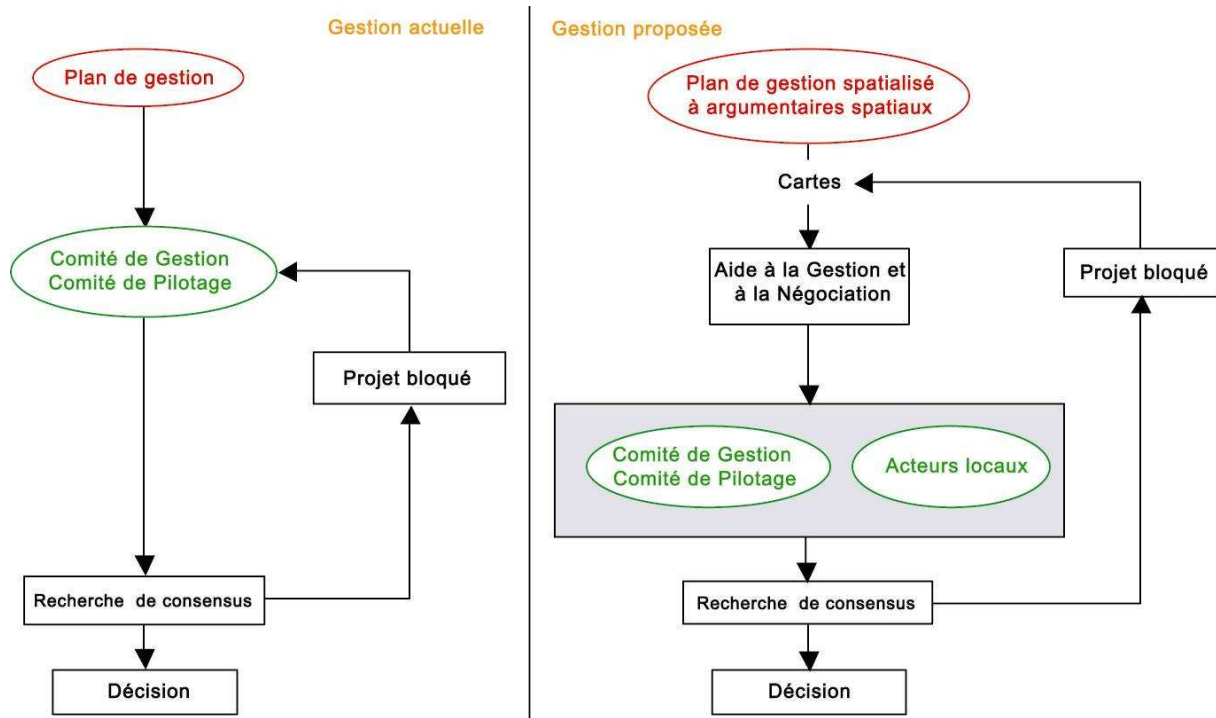 Gestion actuelle
Plan de gestion
Comité de Gestion
Comité de Pilotage
Projet bloqué
Recherche de consensus
Décision
Gestion proposée
Plan de gestion spatialisé
à argumentaires spatiaux
Cartes
Aide à la Gestion et
à la Négociation
Projet bloqué
Comité de Gestion
Comité de Pilotage
Acteurs locaux
Recherche de consensus
Décision